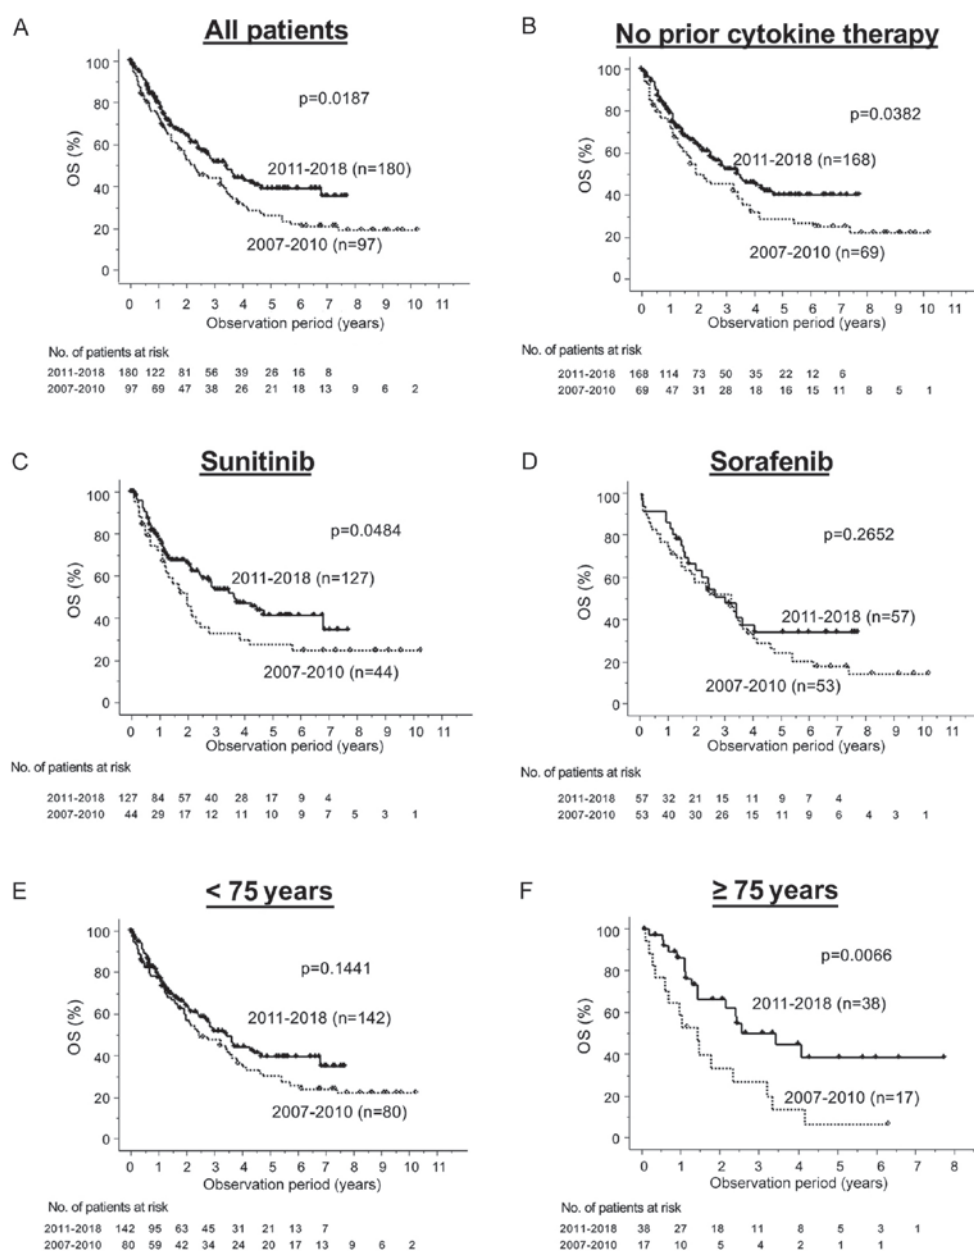 A
All patients
100
80
60
40
20
0
OS (%)
p=0.0187
2011-2018 (n=180)
2007-2010 (n=97)
0 1 2 3 4 5 6 7 8 9 10 11
Observation period (years)
No. of patients at risk
2011-2018 180 122 81 56 39 26 16 8
2007-2010 97 69 47 38 26 21 18 13 9 6 2
B
No prior cytokine therapy
100
80
60
40
20
0
OS (%)
p=0.0382
2011-2018 (n=168)
2007-2010 (n=69)
0 1 2 3 4 5 6 7 8 9 10 11
Observation period (years)
No. of patients at risk
2011-2018 168 114 73 50 35 22 12 6
2007-2010 69 47 31 28 18 16 15 11 8 5 1
C
Sunitinib
100
80
60
40
20
0
OS (%)
p=0.0484
2011-2018 (n=127)
2007-2010 (n=44)
0 1 2 3 4 5 6 7 8 9 10 11
Observation period (years)
No. of patients at risk
2011-2018 127 84 57 40 28 17 9 4
2007-2010 44 29 17 12 11 10 9 7 5 3 1
D
Sorafenib
100
80
60
40
20
0
OS (%)
p=0.2652
2011-2018 (n=57)
2007-2010 (n=53)
0 1 2 3 4 5 6 7 8 9 10 11
Observation period (years)
No. of patients at risk
2011-2018 57 32 21 15 11 9 7 4
2007-2010 53 40 30 26 15 11 9 6 4 3 1
E
< 75 years
100
80
60
40
20
0
OS (%)
p=0.1441
2011-2018 (n=142)
2007-2010 (n=80)
0 1 2 3 4 5 6 7 8 9 10 11
Observation period (years)
No. of patients at risk
2011-2018 142 95 63 45 31 21 13 7
2007-2010 80 59 42 34 24 20 17 13 9 6 2
F
≥ 75 years
100
80
60
40
20
0
OS (%)
p=0.0066
2011-2018 (n=38)
2007-2010 (n=17)
0 1 2 3 4 5 6 7 8
Observation period (years)
No. of patients at risk
2011-2018 38 27 18 11 8 5 3 1
2007-2010 17 10 5 4 2 1 1